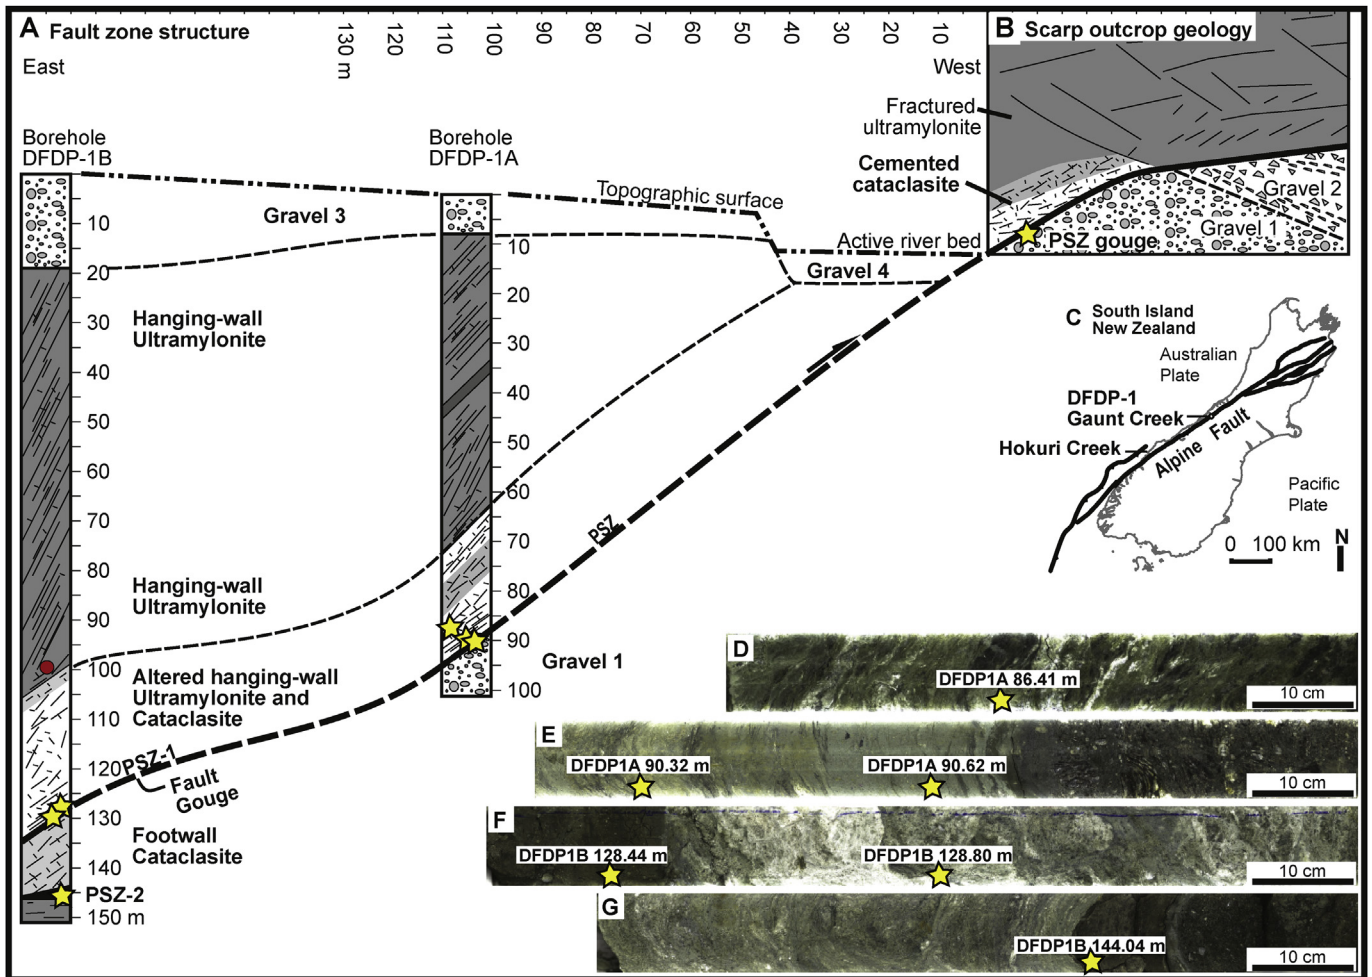 A Fault zone structure
East
130 m
120
110
100
90
80
70
60
50
40
30
20
10
West
B Scarp outcrop geology
Fractured
ultramylonite
Cemented
cataclasite
Gravel 2
Gravel 1
PSZ gouge
Borehole
DFDP-1B
Borehole
DFDP-1A
Topographic surface
Gravel 3
Active river bed
Gravel 4
10
20
30
40
50
60
70
80
90
100
110
120
130
140
150 m
Hanging-wall
Ultramylonite
Hanging-wall
Ultramylonite
Altered hanging-wall
Ultramylonite and
Cataclasite
PSZ-1
Fault
Gouge
Footwall
Cataclasite
PSZ-2
10
20
30
40
50
60
70
80
90
100
PSZ
Gravel 1
C South Island
New Zealand
Australian
Plate
DFDP-1
Gaunt Creek
Hokuri Creek
Alpine Fault
Pacific
Plate
0 100 km
N
D
DFDP1A 86.41 m
10 cm
E
DFDP1A 90.32 m
DFDP1A 90.62 m
10 cm
F
DFDP1B 128.44 m
DFDP1B 128.80 m
10 cm
G
DFDP1B 144.04 m
10 cm